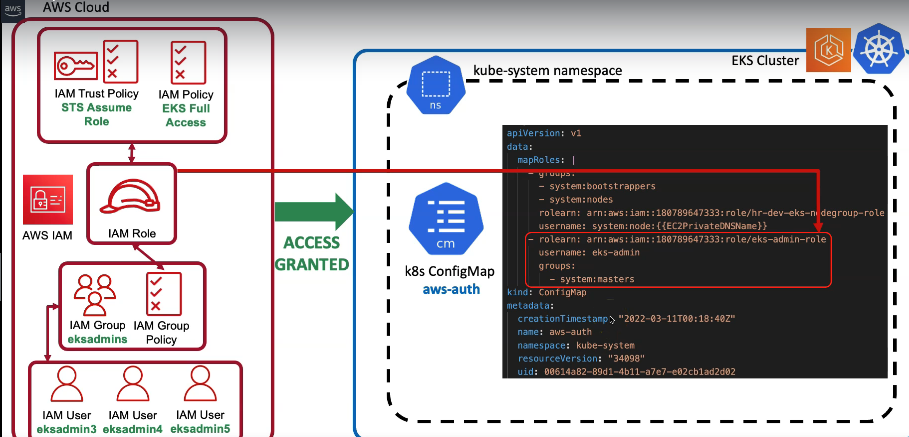 aws
AWS Cloud
IAM Trust Policy
STS Assume
Role
IAM Policy
EKS Full
Access
AWS IAM
IAM Role
IAM Group
eksadmins
IAM Group
Policy
IAM User
eksadmin3
IAM User
eksadmin4
IAM User
eksadmin5
ACCESS
GRANTED
EKS Cluster
kube-system namespace
ns
cm
k8s ConfigMap
aws-auth
apiVersion: v1
data:
mapRoles: |
- groups:
- system:bootstrappers
- system:nodes
rolearn: arn:aws:iam::180789647333:role/hr-dev-eks-nodegroup-role
username: system:node:{{EC2PrivateDNSName}}
- rolearn: arn:aws:iam::180789647333:role/eks-admin-role
username: eks-admin
groups:
- system:masters
kind: ConfigMap
metadata:
creationTimestamp: "2022-03-11T00:18:40Z"
name: aws-auth
namespace: kube-system
resourceVersion: "34098"
uid: 00614a82-89d1-4b11-a7e7-e02cb1ad2d02